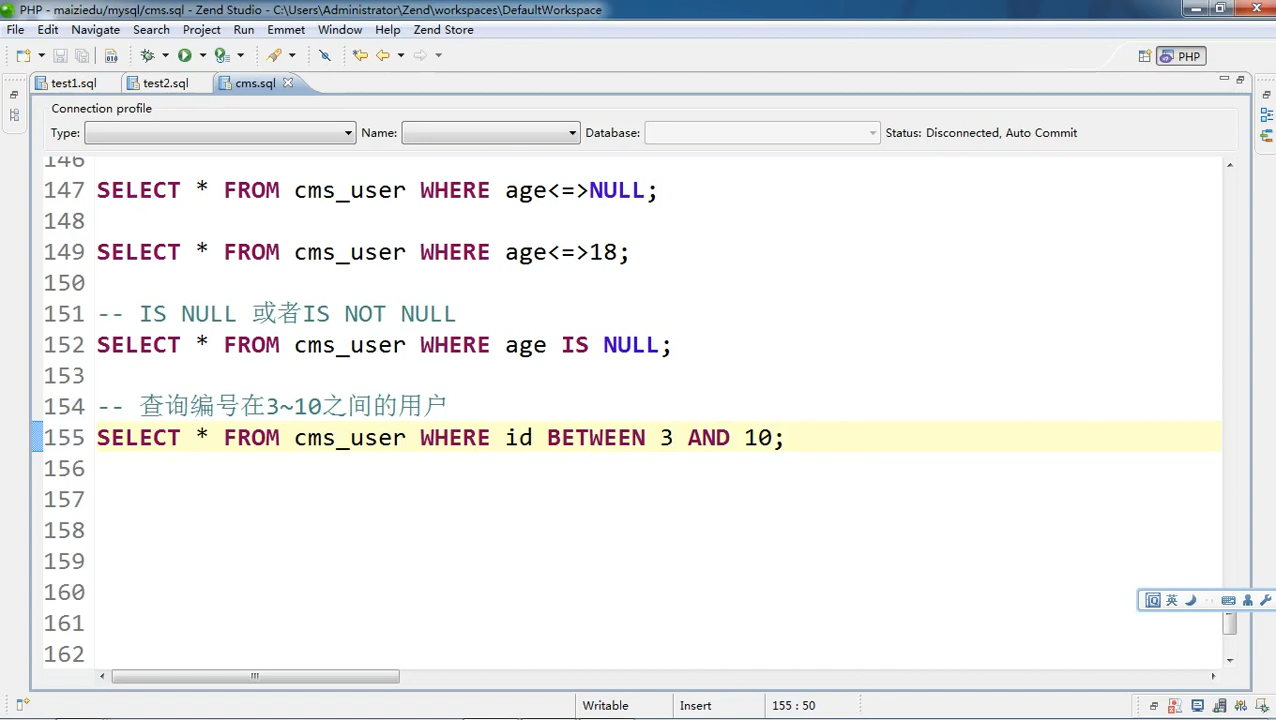 PHP - maiziedu/mysql/cms.sql - Zend Studio - C:\Users\Administrator\Zend\workspaces\DefaultWorkspace
File Edit Navigate Search Project Run Emmet Window Help Zend Store
PHP
test1.sql test2.sql cms.sql
Connection profile
Type: Name: Database: Status: Disconnected, Auto Commit
146
147 SELECT * FROM cms_user WHERE age<=>NULL;
148
149 SELECT * FROM cms_user WHERE age<=>18;
150
151 -- IS NULL 或者IS NOT NULL
152 SELECT * FROM cms_user WHERE age IS NULL;
153
154 -- 查询编号在3~10之间的用户
155 SELECT * FROM cms_user WHERE id BETWEEN 3 AND 10;
156
157
158
159
160
英
161
162
Writable Insert 155 : 50